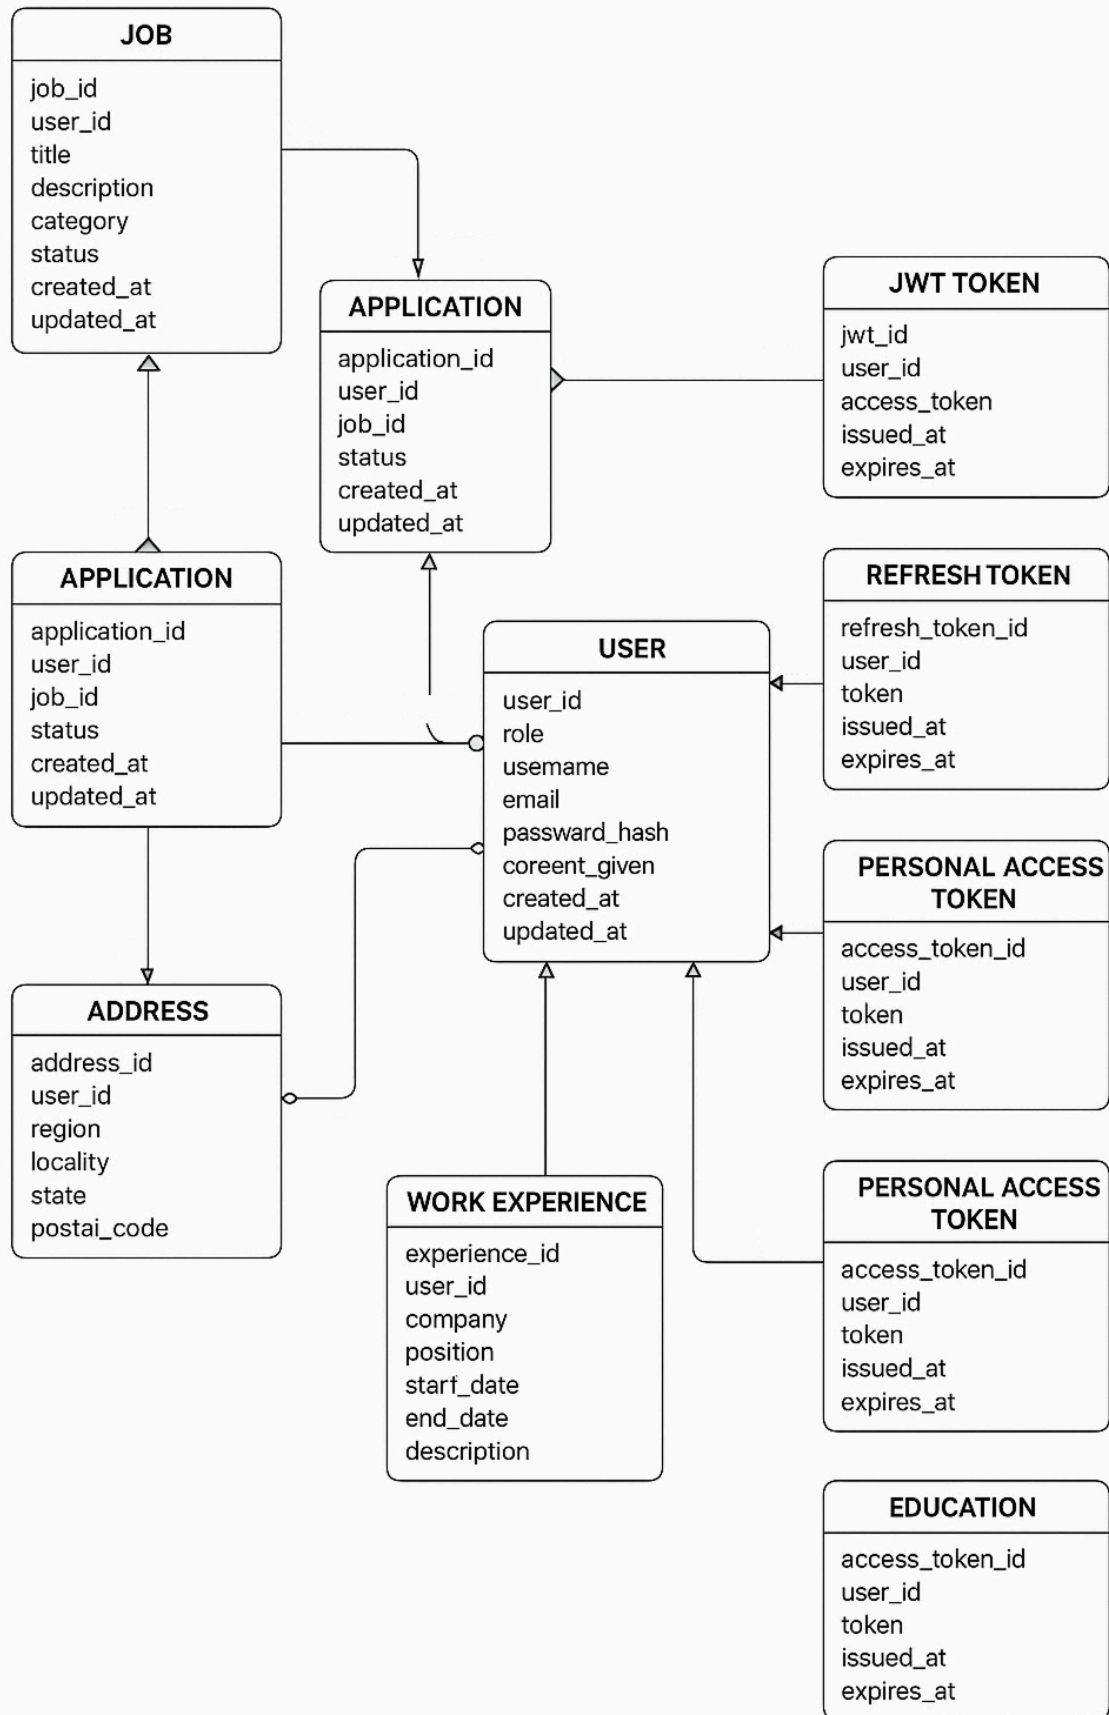 JOB
job_id
user_id
title
description
category
status
created_at
updated_at
APPLICATION
application_id
user_id
job_id
status
created_at
updated_at
JWT TOKEN
jwt_id
user_id
access_token
issued_at
expires_at
APPLICATION
application_id
user_id
job_id
status
created_at
updated_at
USER
user_id
role
usemame
email
passward_hash
coreent_given
created_at
updated_at
REFRESH TOKEN
refresh_token_id
user_id
token
issued_at
expires_at
PERSONAL ACCESS
TOKEN
access_token_id
user_id
token
issued_at
expires_at
ADDRESS
address_id
user_id
region
locality
state
postai_code
WORK EXPERIENCE
experience_id
user_id
company
position
starf_date
end_date
description
PERSONAL ACCESS
TOKEN
access_token_id
user_id
token
issued_at
expires_at
EDUCATION
access_token_id
user_id
token
issued_at
expires_at